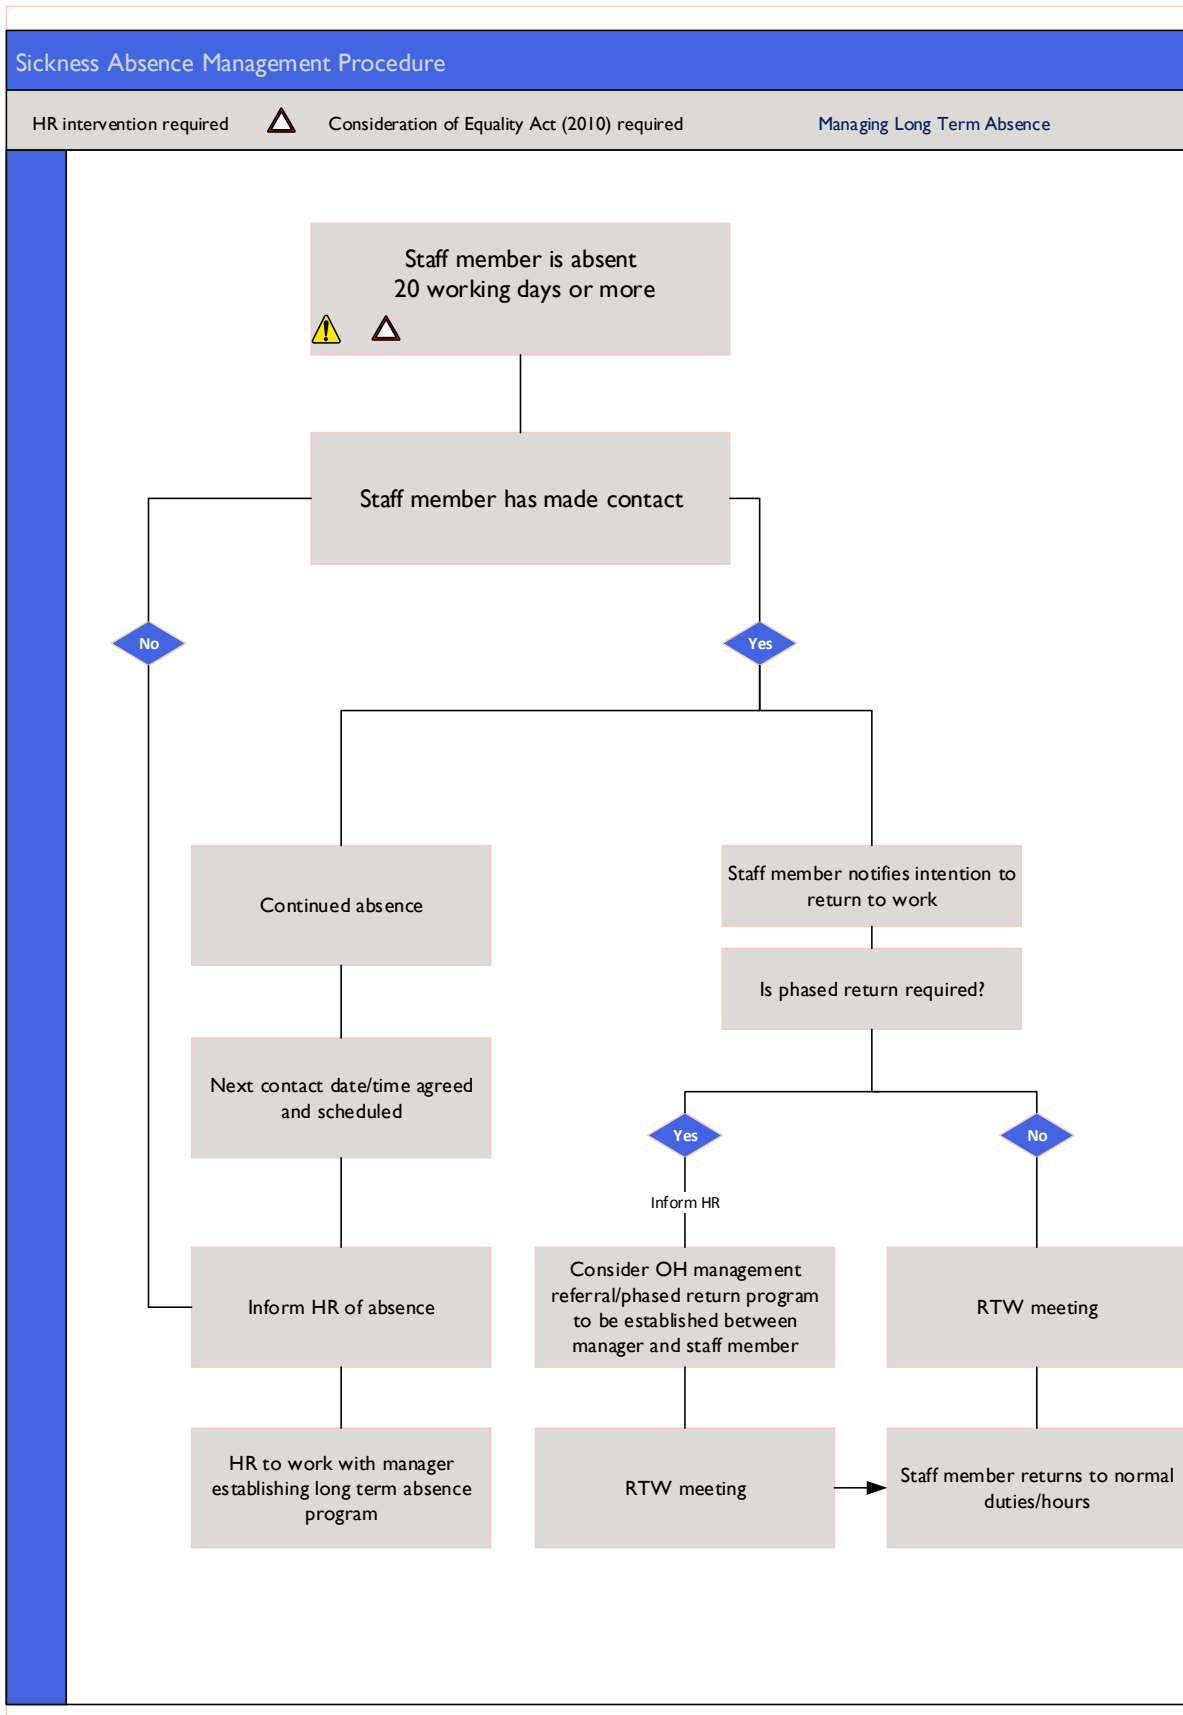 Sickness Absence Management Procedure
HR intervention required
Consideration of Equality Act (2010) required
Managing Long Term Absence
Staff member is absent
20 working days or more
Staff member has made contact
No
Yes
Continued absence
Staff member notifies intention to
return to work
Is phased return required?
Next contact date/time agreed
and scheduled
Yes
No
Inform HR
Inform HR of absence
Consider OH management
referral/phased return program
to be established between
manager and staff member
RTW meeting
HR to work with manager
establishing long term absence
program
RTW meeting
Staff member returns to normal
duties/hours